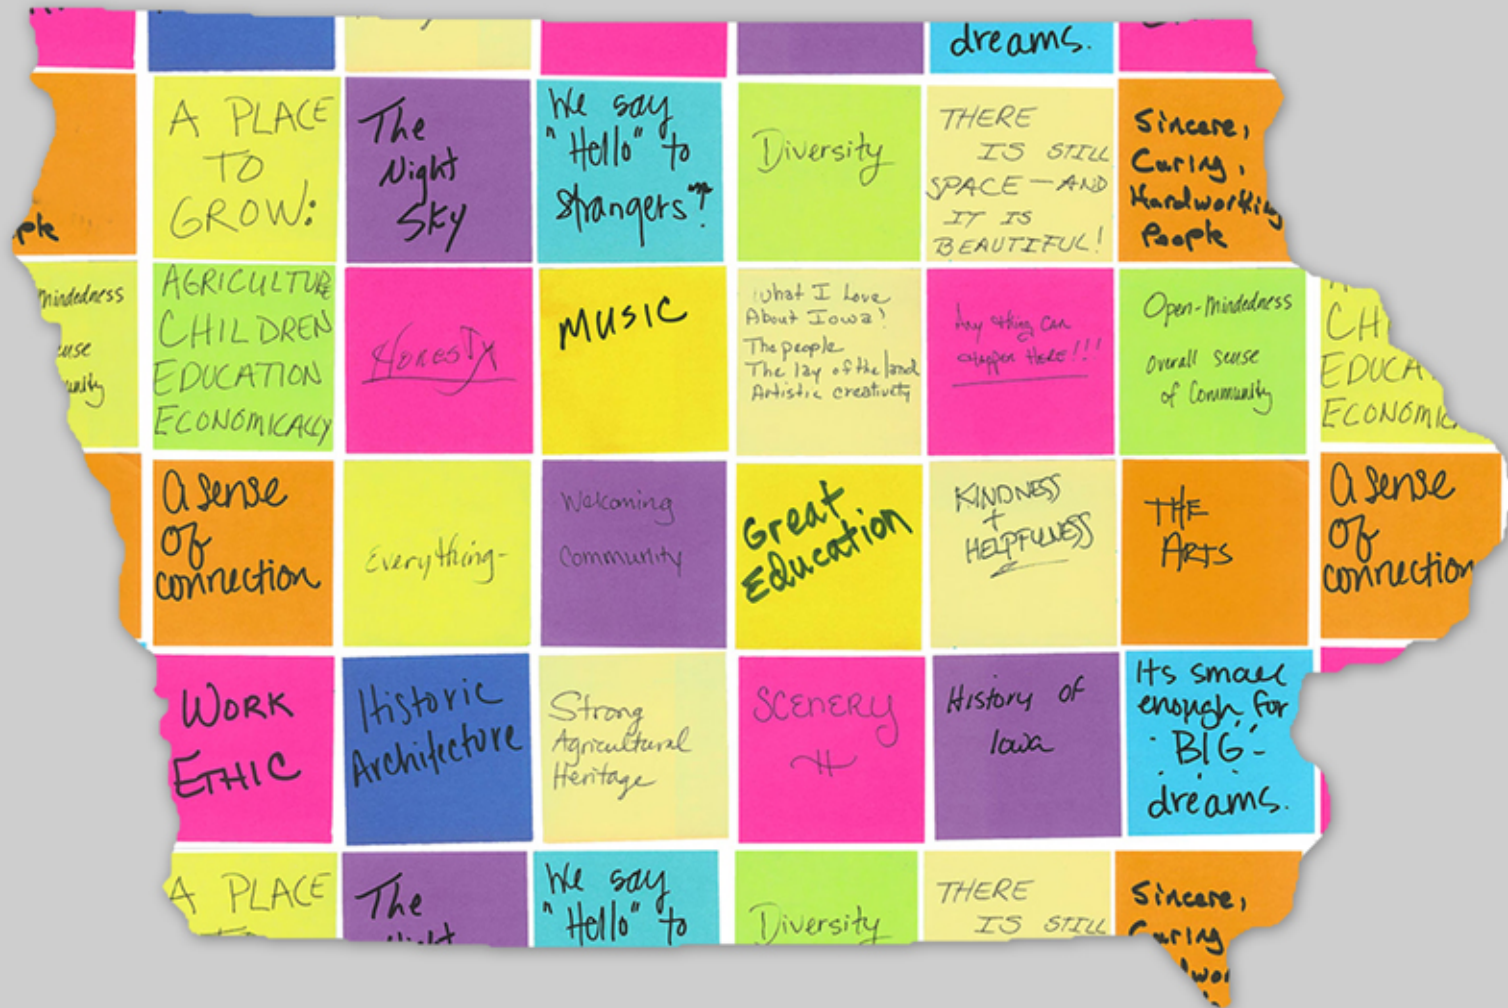 dreams.
A PLACE
TO
GROW:
The
Night
Sky
We say
"Hello" to
strangers
Diversity
THERE
IS STILL
SPACE — AND
IT IS
BEAUTIFUL!
Sincere,
Caring,
Hardworking
People
ple
mindedness
AGRICULTURE
CHILDREN
EDUCATION
ECONOMICALLY
Honesty
MUSIC
What I Love
About Iowa!
The people
The lay of the land
Artistic creativity
Any thing can
Happen HERE!!!
Open-Mindedness
overall sense
of Community
CHI
EDUCA
ECONOMIC
A sense
of
connection
Everything-
Welcoming
Community
Great
Education
KINDNESS
+
HELPFULNESS
THE
ARTS
A sense
of
connection
WORK
ETHIC
Historic
Architecture
Strong
Agricultural
Heritage
SCENERY
History of
Iowa
Its small
enough for
BIG
dreams.
A PLACE
The
We say
"Hello" to
Diversity
THERE
IS STILL
Sincere,
Caring